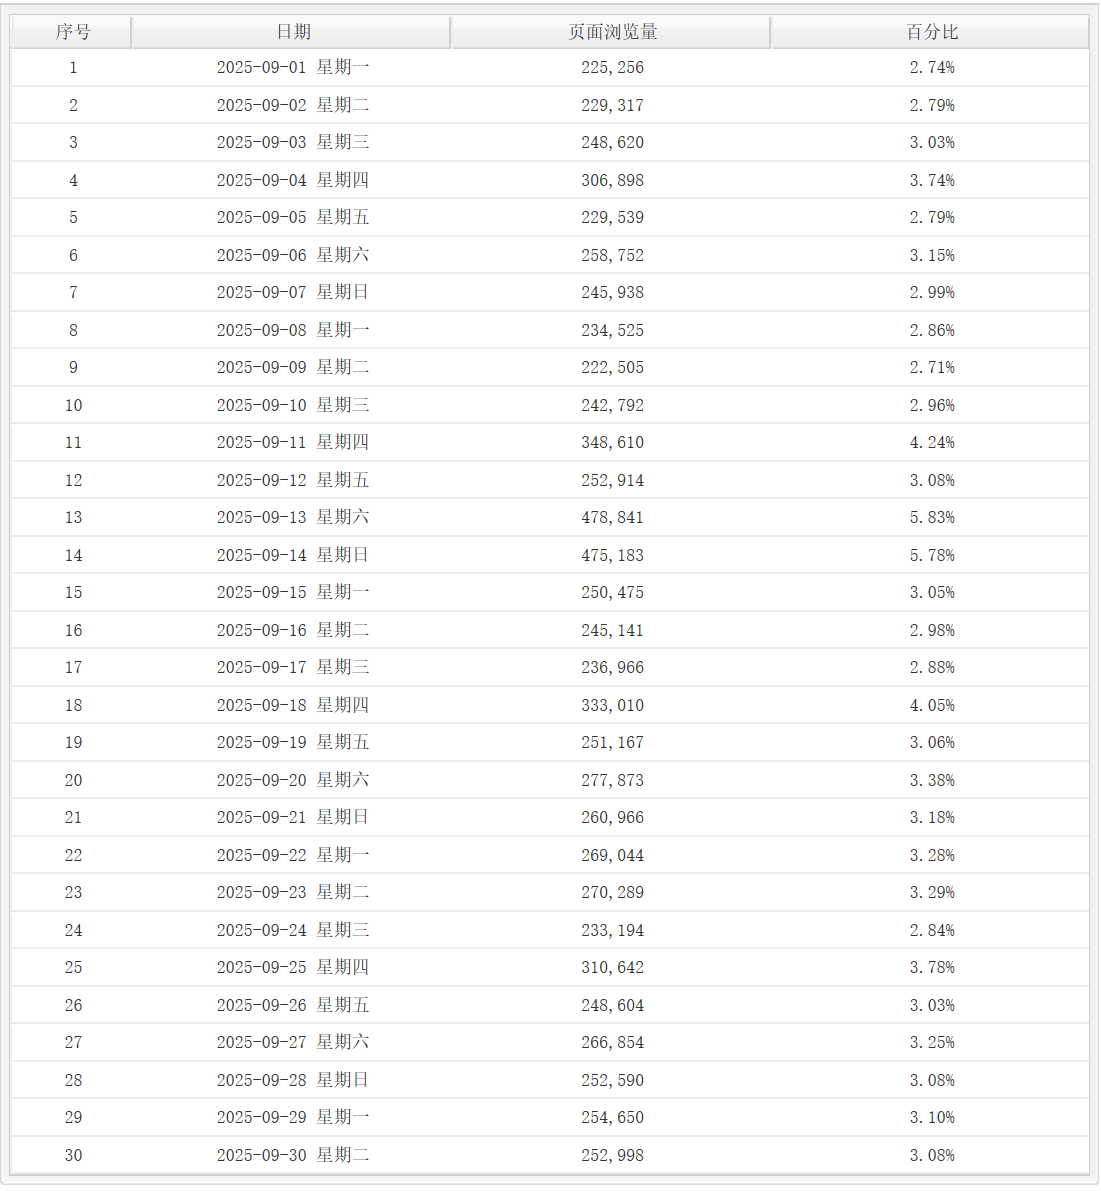 序号 日期 页面浏览量 百分比
1 2025-09-01 星期一 225,256 2.74%
2 2025-09-02 星期二 229,317 2.79%
3 2025-09-03 星期三 248,620 3.03%
4 2025-09-04 星期四 306,898 3.74%
5 2025-09-05 星期五 229,539 2.79%
6 2025-09-06 星期六 258,752 3.15%
7 2025-09-07 星期日 245,938 2.99%
8 2025-09-08 星期一 234,525 2.86%
9 2025-09-09 星期二 222,505 2.71%
10 2025-09-10 星期三 242,792 2.96%
11 2025-09-11 星期四 348,610 4.24%
12 2025-09-12 星期五 252,914 3.08%
13 2025-09-13 星期六 478,841 5.83%
14 2025-09-14 星期日 475,183 5.78%
15 2025-09-15 星期一 250,475 3.05%
16 2025-09-16 星期二 245,141 2.98%
17 2025-09-17 星期三 236,966 2.88%
18 2025-09-18 星期四 333,010 4.05%
19 2025-09-19 星期五 251,167 3.06%
20 2025-09-20 星期六 277,873 3.38%
21 2025-09-21 星期日 260,966 3.18%
22 2025-09-22 星期一 269,044 3.28%
23 2025-09-23 星期二 270,289 3.29%
24 2025-09-24 星期三 233,194 2.84%
25 2025-09-25 星期四 310,642 3.78%
26 2025-09-26 星期五 248,604 3.03%
27 2025-09-27 星期六 266,854 3.25%
28 2025-09-28 星期日 252,590 3.08%
29 2025-09-29 星期一 254,650 3.10%
30 2025-09-30 星期二 252,998 3.08%